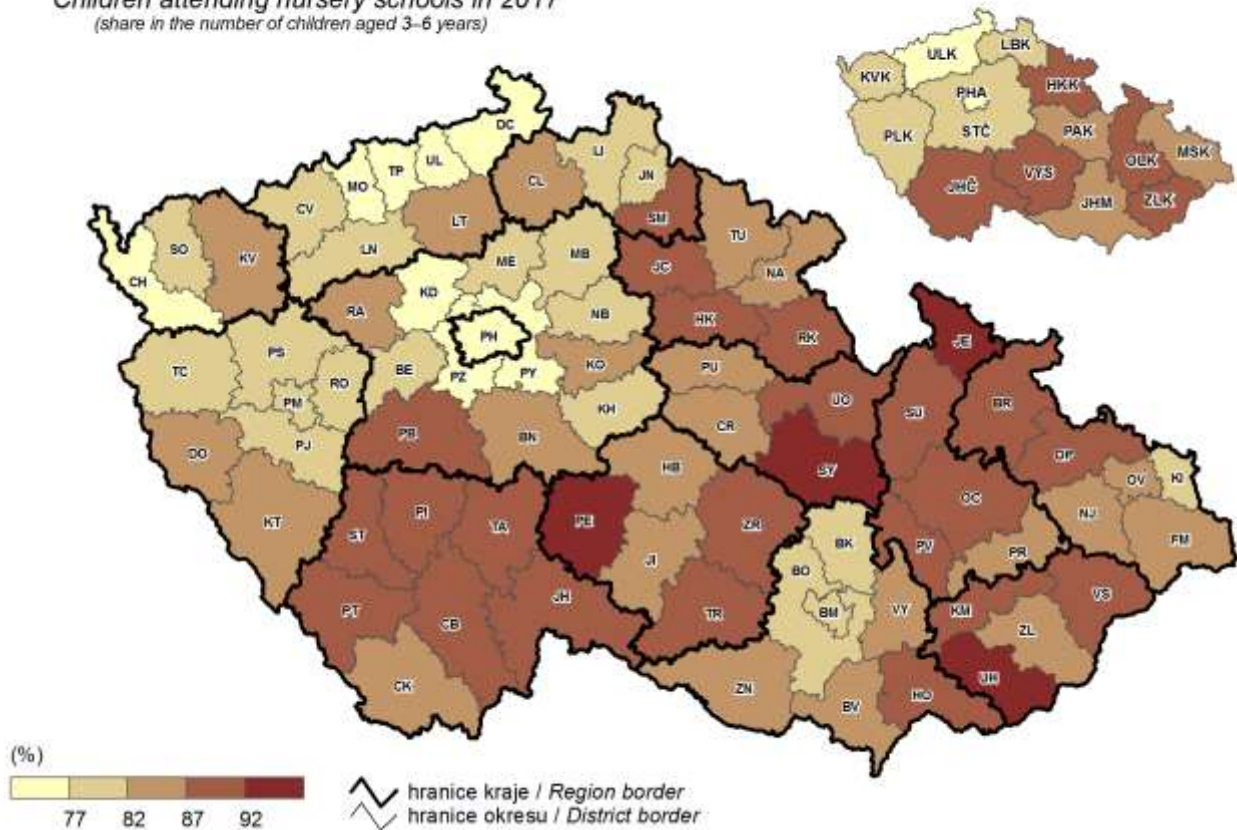 Children attending nursery schools in 2017
(share in the number of children aged 3–6 years)
ULK
LBK
KVK
HKK
PHA
PLK
STČ
PAK
MSK
OLK
VYS
JHČ
JHM
ZLK
DC
UL
TP
MO
LI
JN
CL
CV
LT
SM
LN
SO
KV
CH
TU
JC
NA
ME
MB
KD
RA
NB
HK
RK
PH
PS
TC
RO
BE
PZ
PY
KO
PM
KH
PU
JE
UO
SU
BR
PJ
PB
BN
CR
DO
HB
SY
OP
OV
KI
KT
ST
PI
TA
PE
ZR
OC
NJ
FM
JI
BK
PV
PR
BO
PT
CB
JH
TR
BM
VY
KM
VS
ZL
CK
ZN
BV
HO
UH
(%)
77 82 87 92
hranice kraje / Region border
hranice okresu / District border